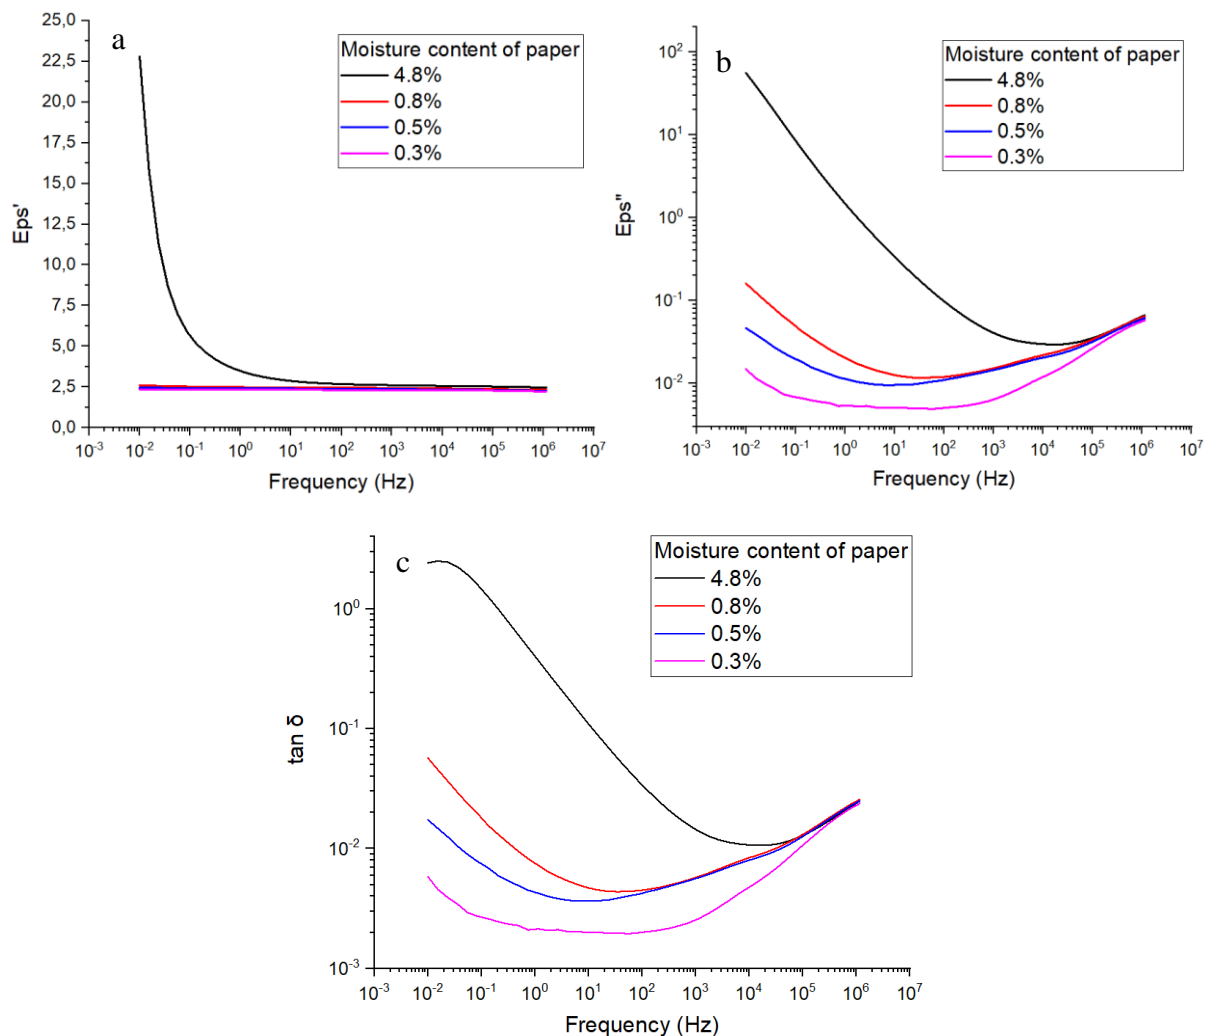 a
Moisture content of paper
4.8%
0.8%
0.5%
0.3%
25,0
22,5
20,0
17,5
15,0
12,5
10,0
7,5
5,0
2,5
0,0
Eps'
10⁻³ 10⁻² 10⁻¹ 10⁰ 10¹ 10² 10³ 10⁴ 10⁵ 10⁶ 10⁷
Frequency (Hz)
b
Moisture content of paper
4.8%
0.8%
0.5%
0.3%
10²
10¹
10⁰
10⁻¹
10⁻²
Eps"
10⁻³ 10⁻² 10⁻¹ 10⁰ 10¹ 10² 10³ 10⁴ 10⁵ 10⁶ 10⁷
Frequency (Hz)
c
Moisture content of paper
4.8%
0.8%
0.5%
0.3%
10⁰
10⁻¹
10⁻²
10⁻³
tan δ
10⁻³ 10⁻² 10⁻¹ 10⁰ 10¹ 10² 10³ 10⁴ 10⁵ 10⁶ 10⁷
Frequency (Hz)